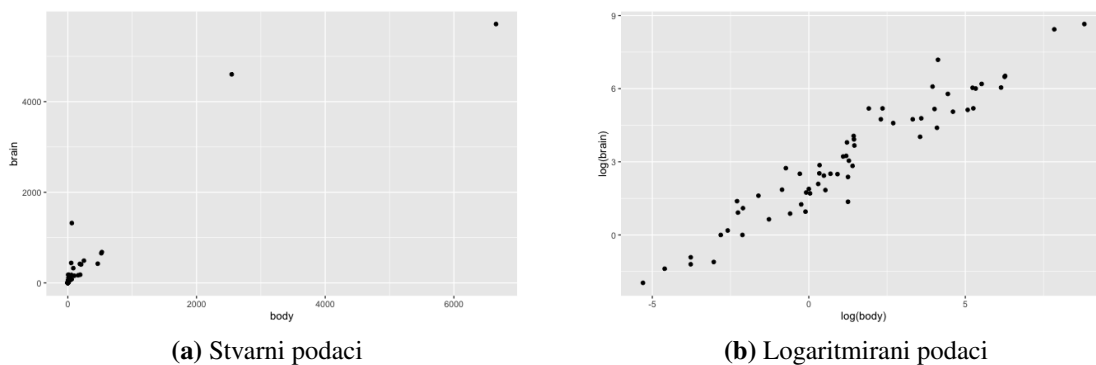 brain
4000
2000
0
0
2000
4000
6000
body
(a) Stvarni podaci
log(brain)
9
6
3
0
-5
0
5
log(body)
(b) Logaritmirani podaci